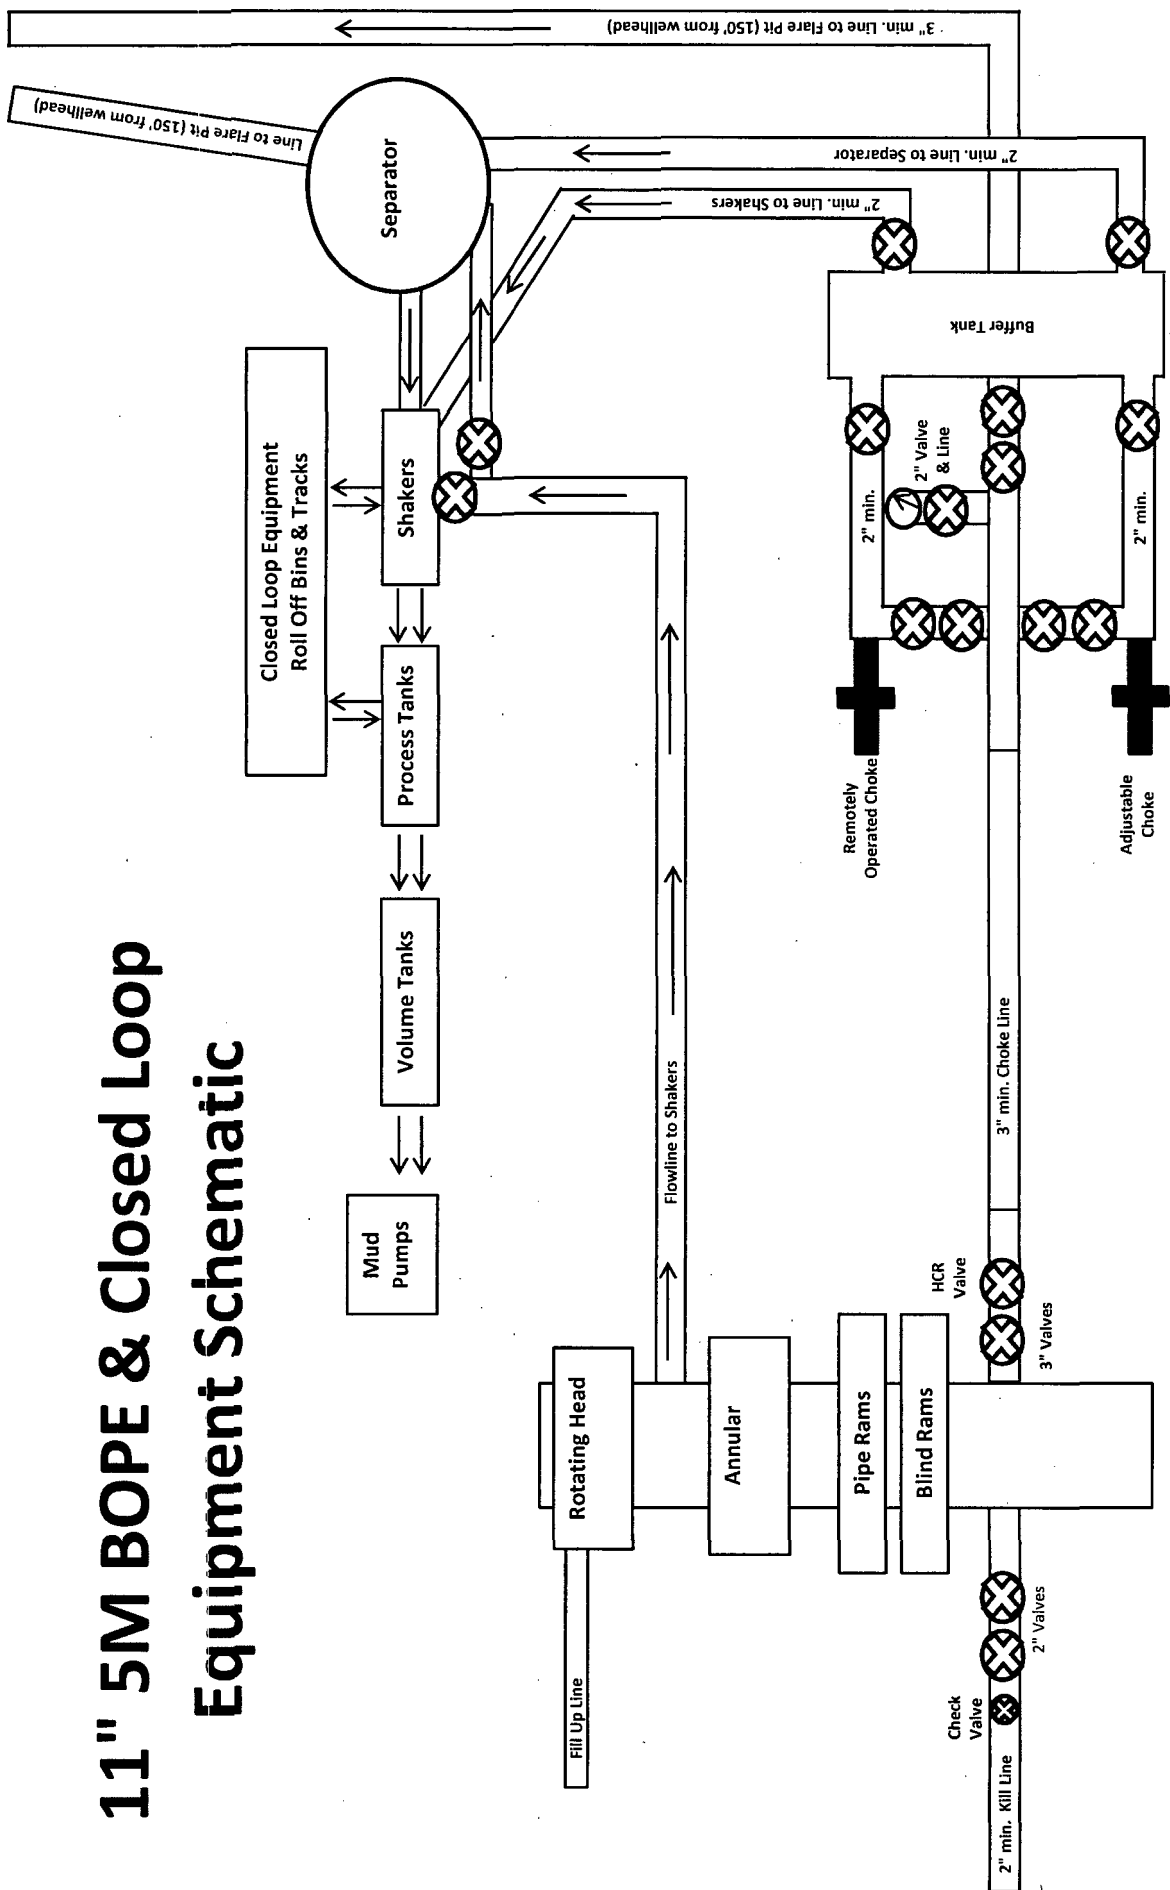 11" 5M BOPE & Closed Loop
Equipment Schematic
Closed Loop Equipment
Roll Off Bins & Tracks
Mud
Pumps
Volume Tanks
Process Tanks
Shakers
Separator
Line to Flare Pit (150' from wellhead)
3" min. Line to Flare Pit (150' from wellhead)
2" min. Line to Separator
2" min. Line to Shakers
Fill Up Line
Rotating Head
Flowline to Shakers
Annular
Pipe Rams
Blind Rams
Remotely
Operated Choke
2" min.
2" Valve
& Line
Buffer Tank
Check
Valve
HCR
Valve
2" min. Kill Line
3" min. Choke Line
2" Valves
3" Valves
Adjustable
Choke
2" min.